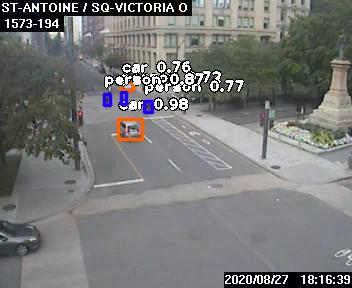 ST-ANTOINE / SQ-VICTORIA O
1573-194
car 0.76
person 0.77
car 0.98
2020/08/27 18:16:39